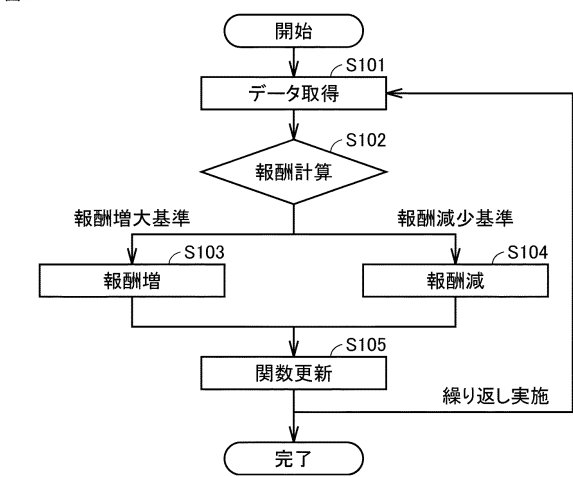 開始
S101
データ取得
S102
報酬計算
報酬増大基準
報酬減少基準
S103
報酬増
S104
報酬減
S105
関数更新
繰り返し実施
完了